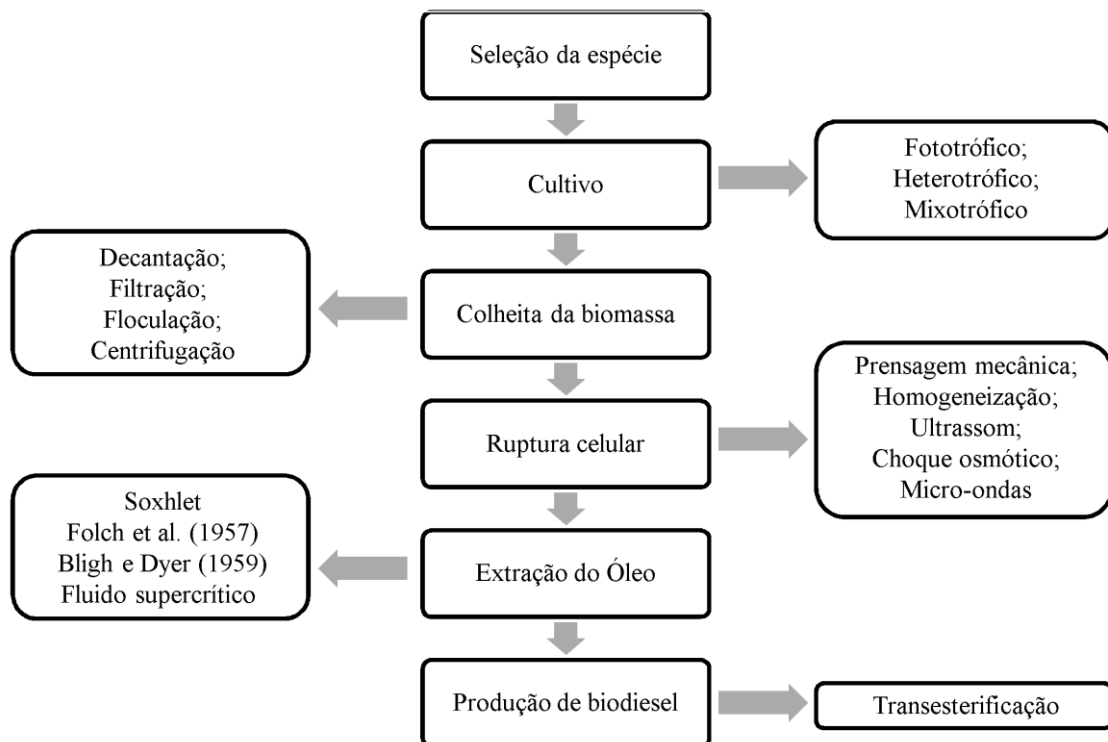 Seleção da espécie
Cultivo
Fototrófico;
Heterotrófico;
Mixotrófico
Colheita da biomassa
Decantação;
Filtração;
Floculação;
Centrifugação
Ruptura celular
Prensagem mecânica;
Homogeneização;
Ultrassom;
Choque osmótico;
Micro-ondas
Extração do Óleo
Soxhlet
Folch et al. (1957)
Bligh e Dyer (1959)
Fluido supercrítico
Produção de biodiesel
Transesterificação